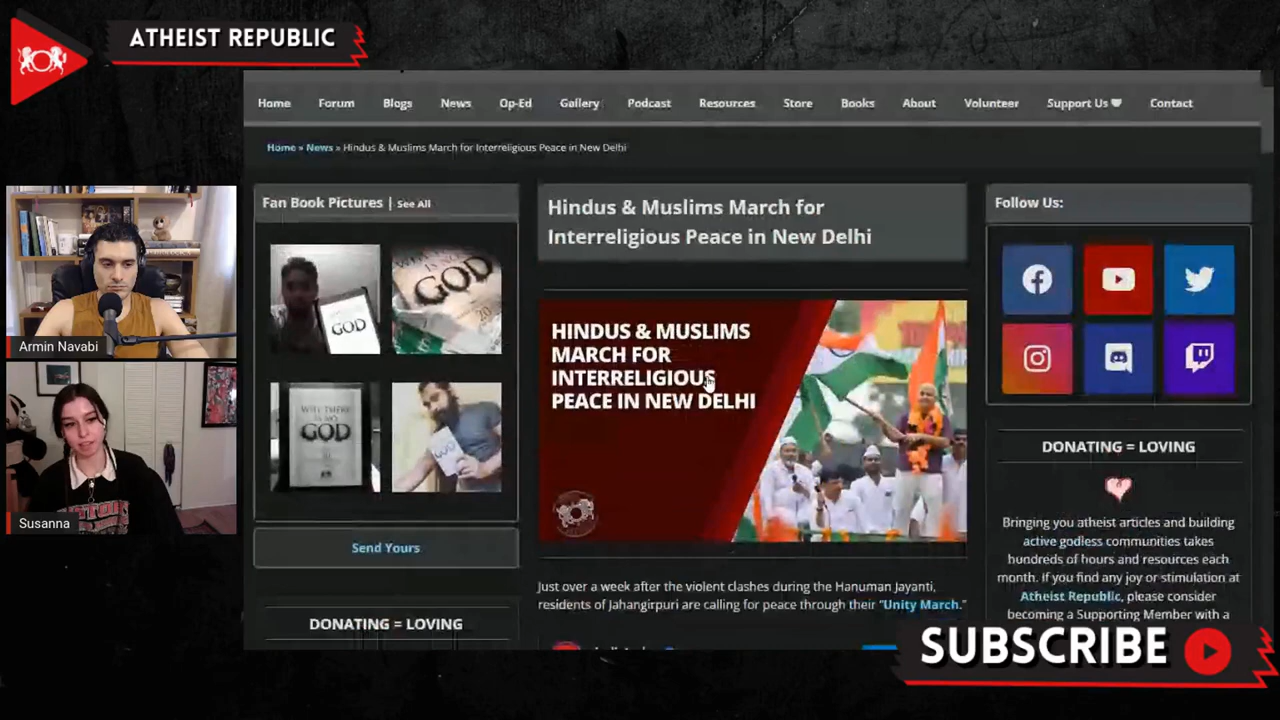 ATHEIST REPUBLIC
Home Forum Blogs News Op-Ed Gallery Podcast Resources Store Books About Volunteer Support Us Contact
Home » News » Hindus & Muslims March for Interreligious Peace in New Delhi
Fan Book Pictures | See All
GOD
GOD
GOD
Send Yours
DONATING = LOVING
Hindus & Muslims March for
Interreligious Peace in New Delhi
HINDUS & MUSLIMS
MARCH FOR
INTERRELIGIOUS
PEACE IN NEW DELHI
Just over a week after the violent clashes during the Hanuman Jayanti,
residents of Jahangirpuri are calling for peace through their "Unity March."
Follow Us:
DONATING = LOVING
Bringing you atheist articles and building
active godless communities takes
hundreds of hours and resources each
month. If you find any joy or stimulation at
Atheist Republic, please consider
becoming a Supporting Member with a
Armin Navabi
Susanna
SUBSCRIBE